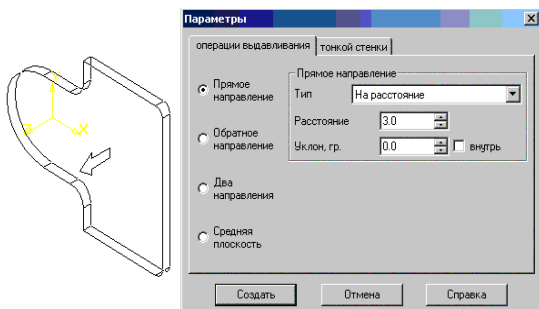 Параметры
операции выдавливания
тонкой стенки
Прямое направление
Обратное направление
Два направления
Средняя плоскость
Прямое направление
Тип
На расстояние
Расстояние
3.0
Уклон, гр.
0.0
внутрь
Создать
Отмена
Справка
X